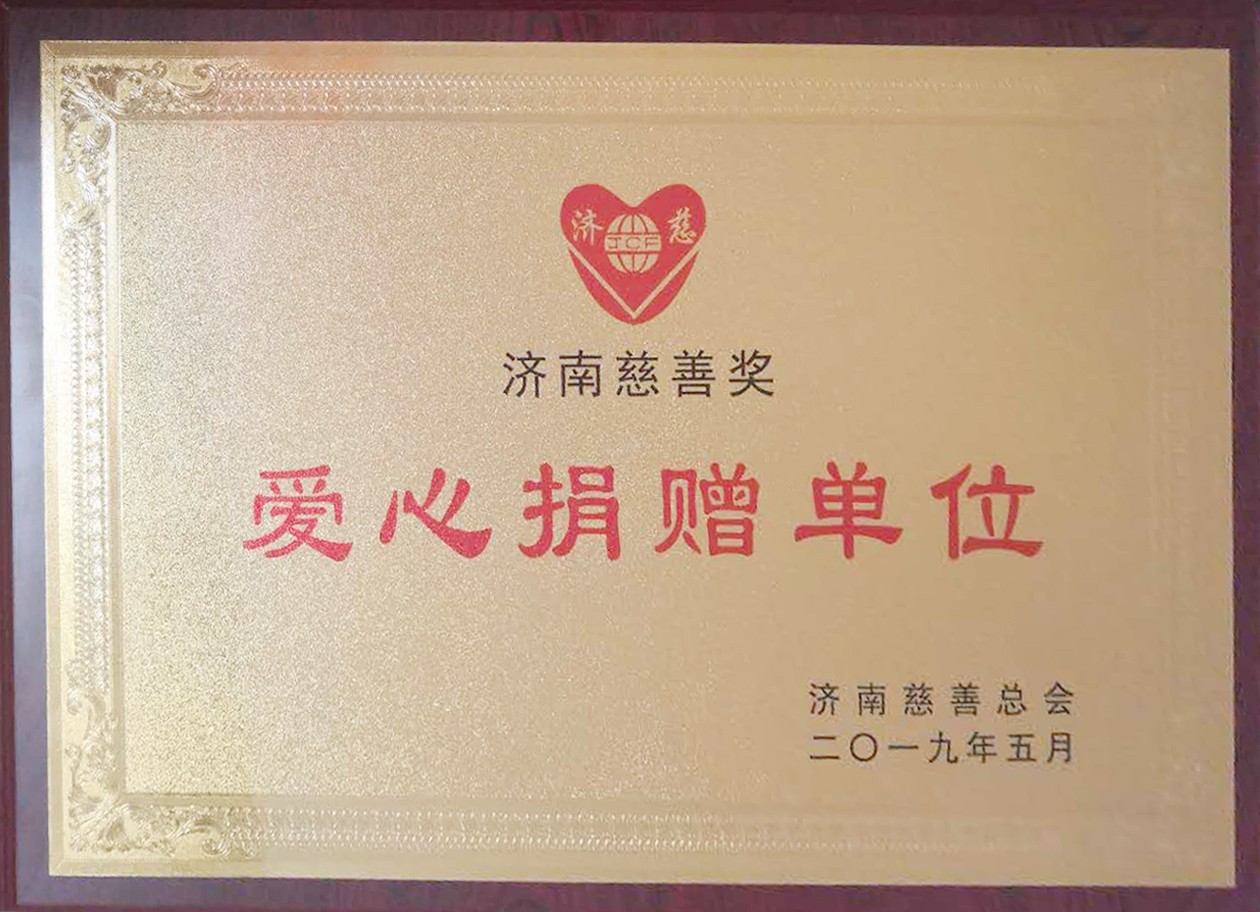 济 JCF 慈
济南慈善奖
爱心捐赠单位
济南慈善总会
二〇一九年五月